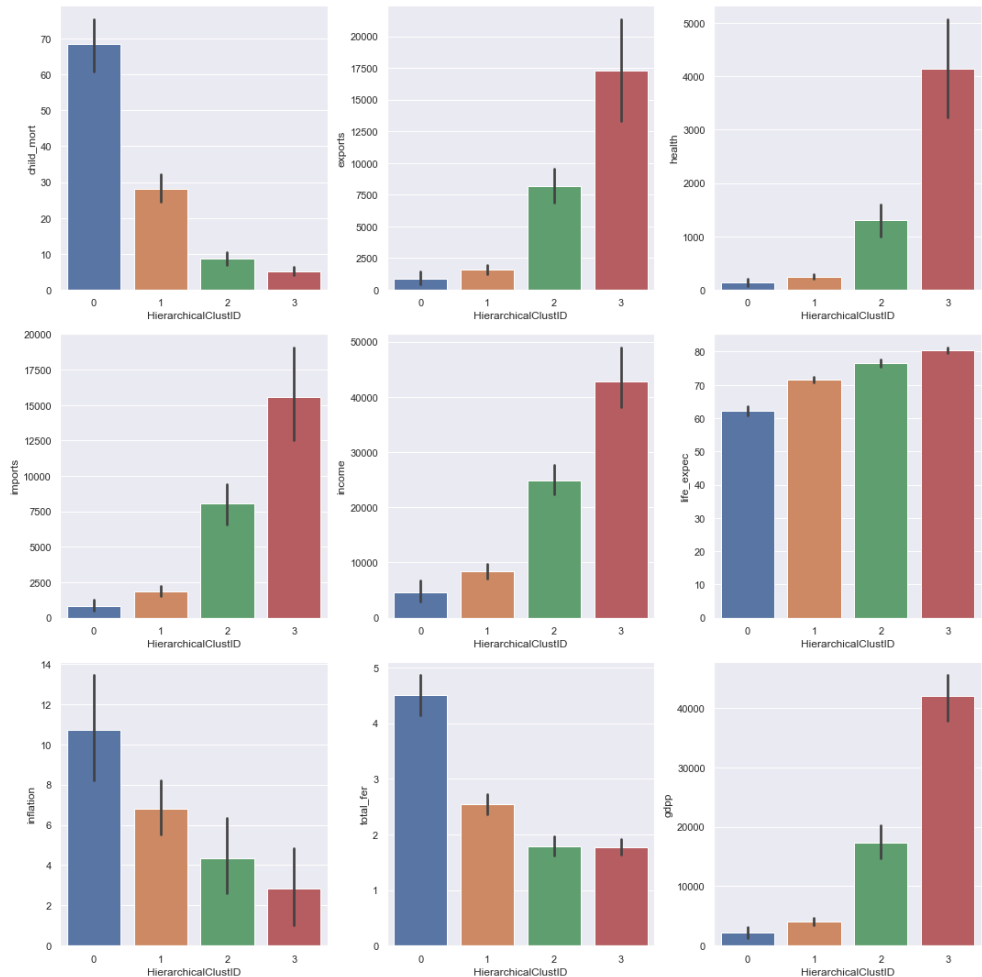 child_mort
70
60
50
40
30
20
10
0
0 1 2 3
HierarchicalClustID
exports
20000
17500
15000
12500
10000
7500
5000
2500
0
0 1 2 3
HierarchicalClustID
health
5000
4000
3000
2000
1000
0
0 1 2 3
HierarchicalClustID
imports
20000
17500
15000
12500
10000
7500
5000
2500
0
0 1 2 3
HierarchicalClustID
income
50000
40000
30000
20000
10000
0
0 1 2 3
HierarchicalClustID
life_expec
80
70
60
50
40
30
20
10
0
0 1 2 3
HierarchicalClustID
inflation
14
12
10
8
6
4
2
0
0 1 2 3
HierarchicalClustID
total_fer
5
4
3
2
1
0
0 1 2 3
HierarchicalClustID
gdpp
40000
30000
20000
10000
0
0 1 2 3
HierarchicalClustID